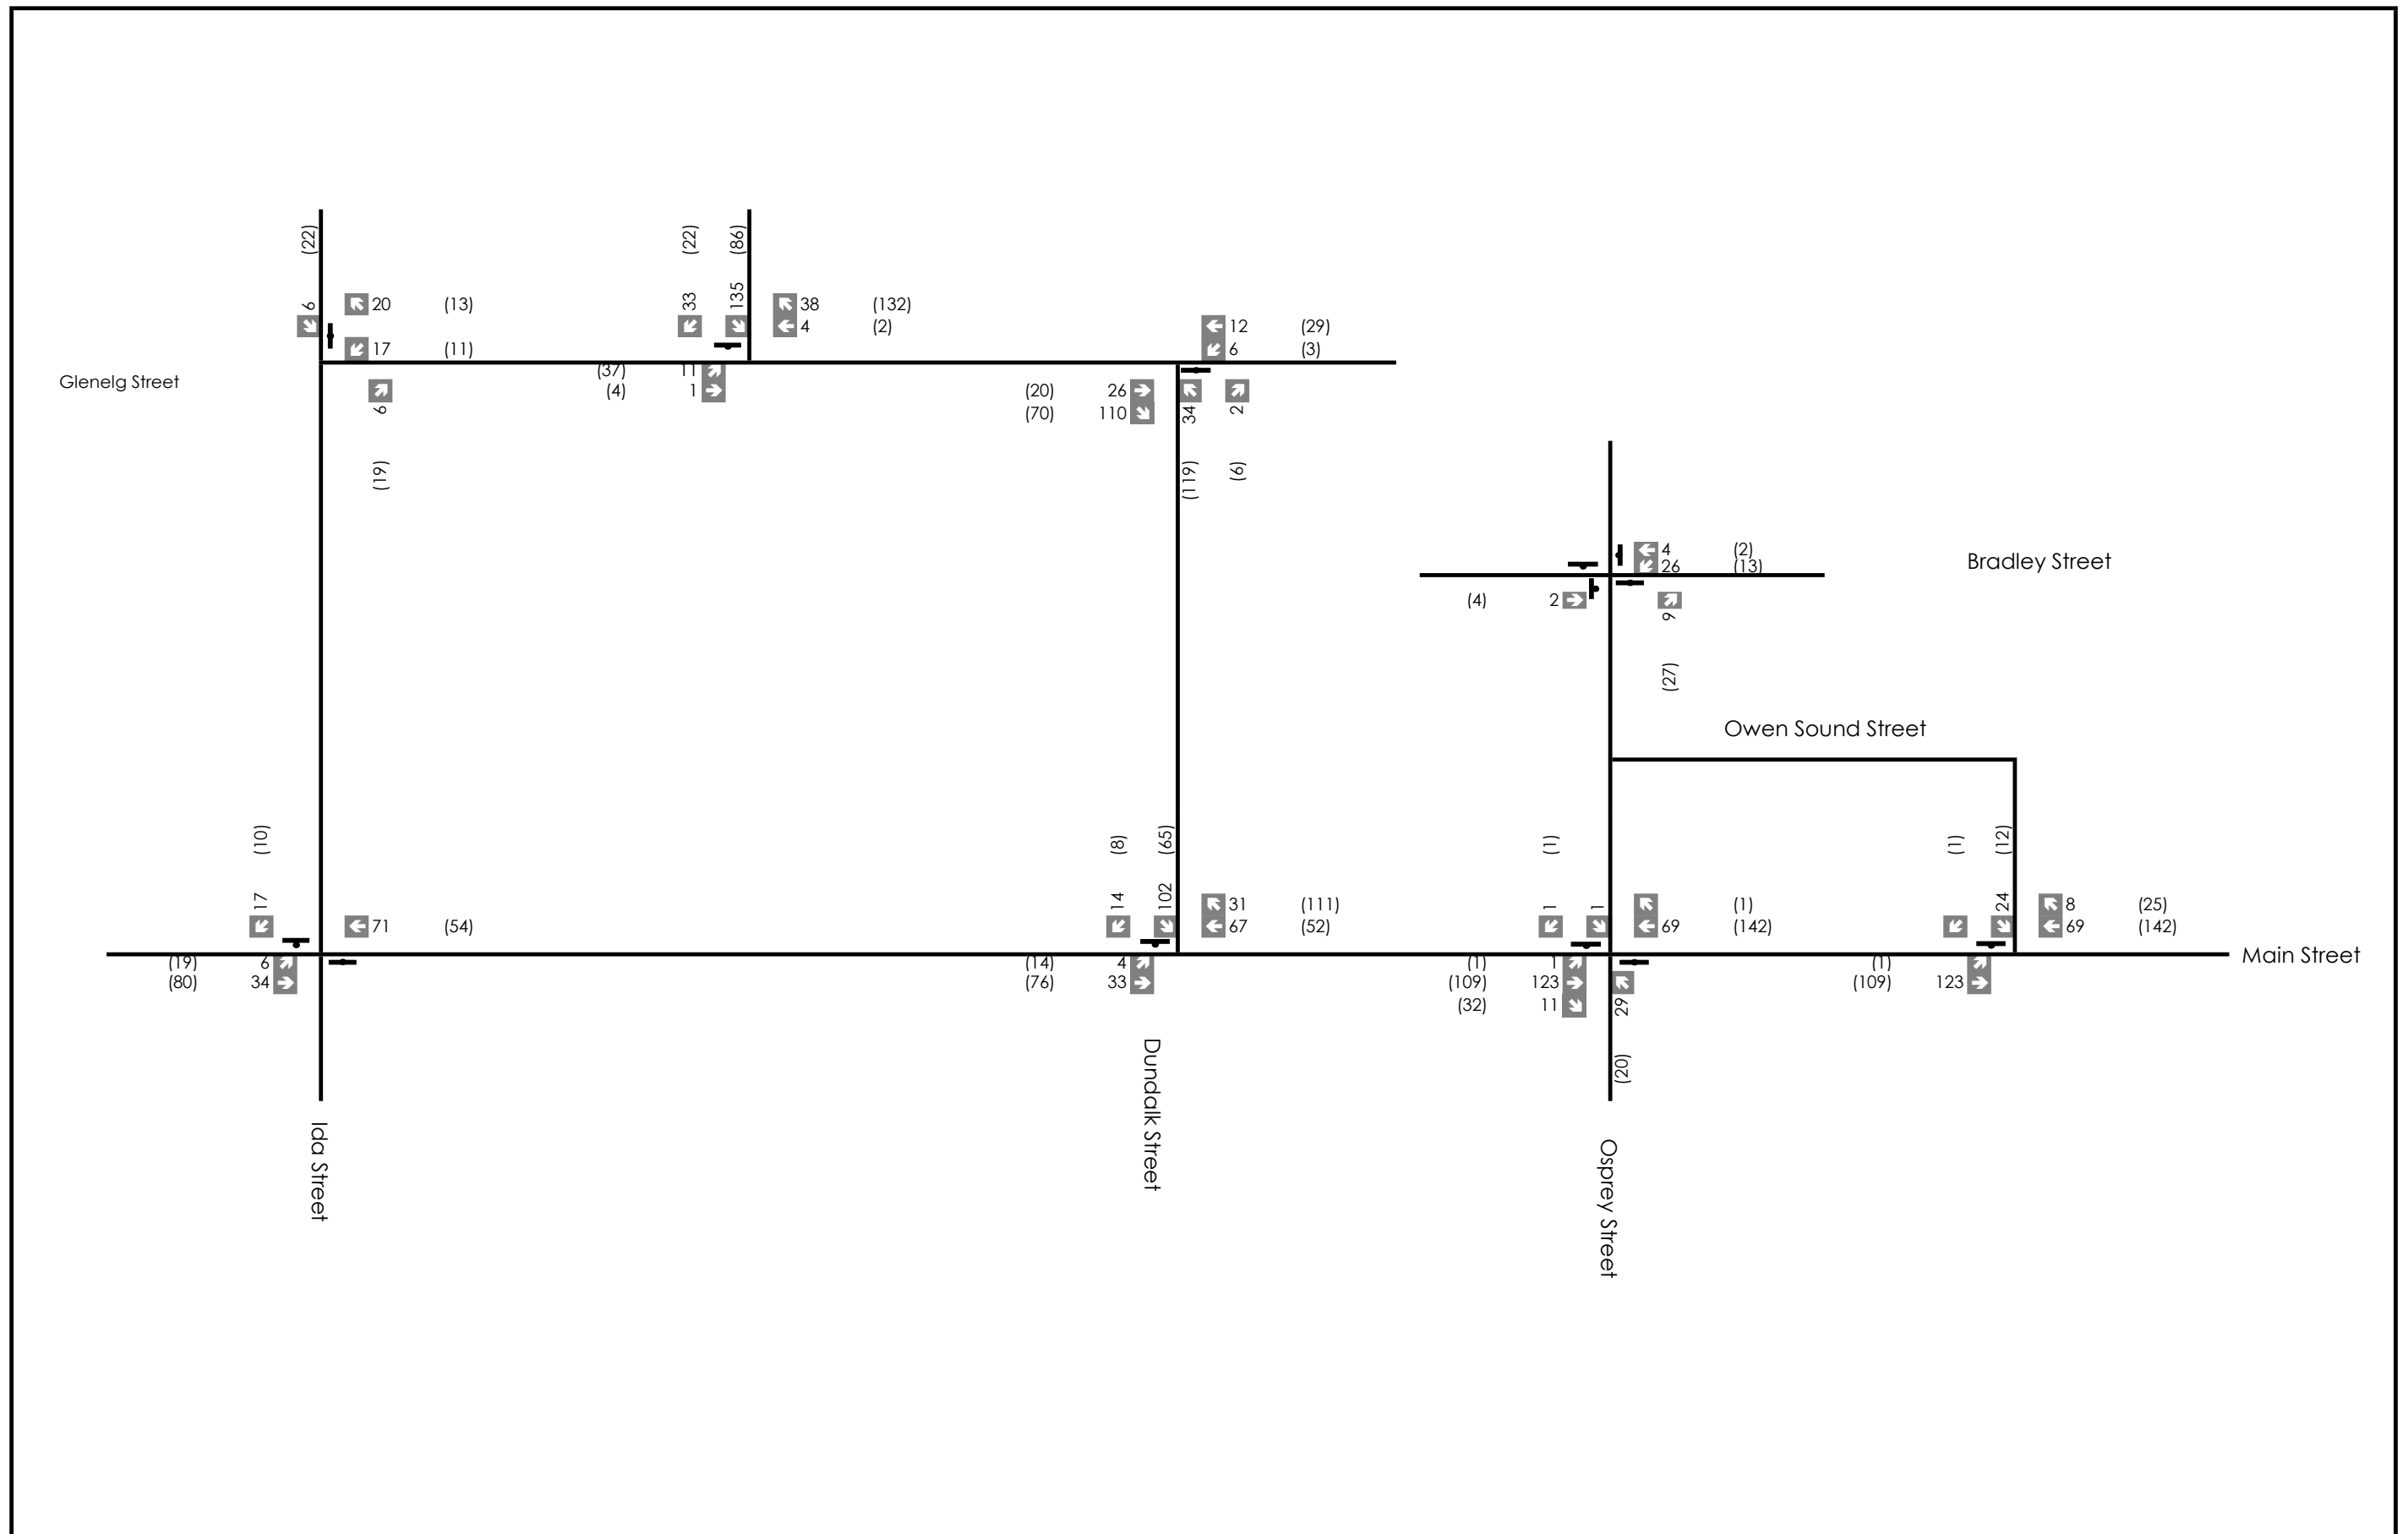 (22) (22) (86)
6 20 (13) 33 135 38 (132)
4 (2) 12 (29)
17 (11) 6 (3)
(37) 11
Glenelg Street 6 (4) 1 (20) 26 34 2
(70) 110
(19) (119) (6)
4 (2) Bradley Street
26 (13)
(4) 2 9
(27)
Owen Sound Street
(10) (8) (65) (1) (1) (12)
17 14 102 31 (111) 1 1 (1) 24 8 (25)
71 (54) 67 (52) 69 (142) 69 (142)
Main Street
(19) 6 (14) 4 (1) 1 (1)
(80) 34 (76) 33 (109) 123 (109) 123
(32) 11 29
(20)
Ida Street
Dundalk Street
Osprey Street